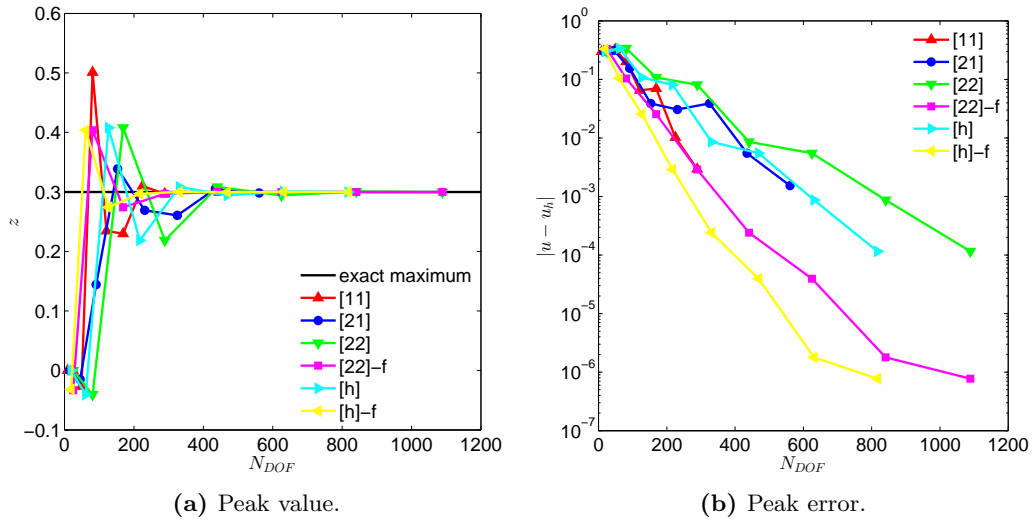 0.6
0.5
0.4
0.3
0.2
0.1
0
−0.1
z
0 200 400 600 800 1000 1200
N_DOF
exact maximum
[11]
[21]
[22]
[22]−f
[h]
[h]−f
(a) Peak value.
10^0
10^−1
10^−2
10^−3
10^−4
10^−5
10^−6
10^−7
|u − u_h|
0 200 400 600 800 1000 1200
N_DOF
[11]
[21]
[22]
[22]−f
[h]
[h]−f
(b) Peak error.